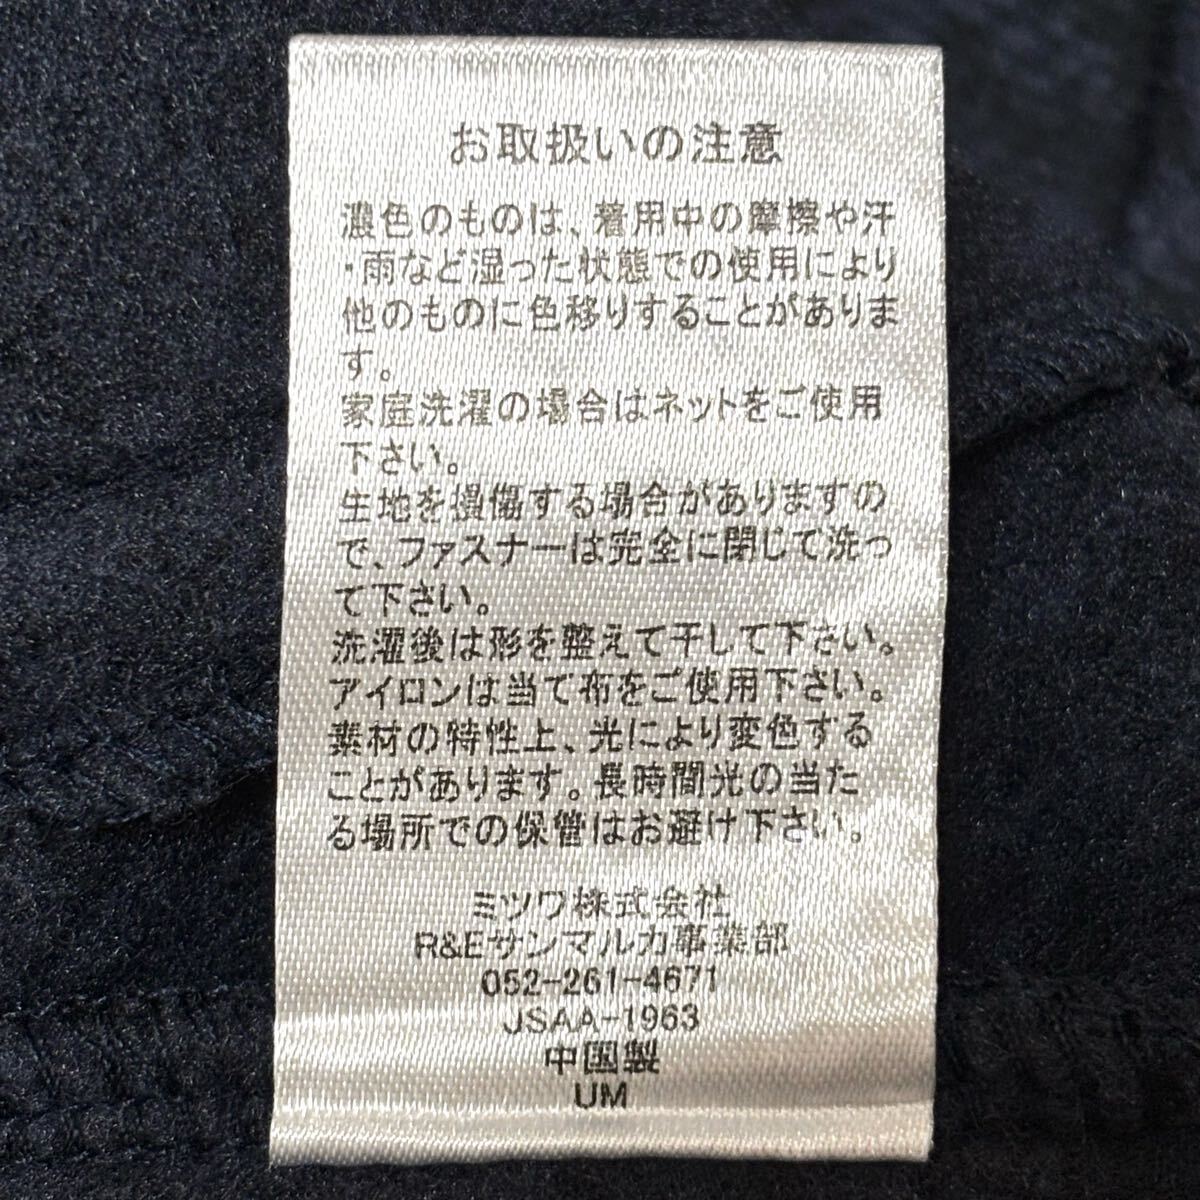 お取扱いの注意
濃色のものは、着用中の摩擦や汗
・雨など湿った状態での使用により
他のものに色移りすることがありま
す。
家庭洗濯の場合はネットをご使用
下さい。
生地を損傷する場合がありますの
で、ファスナーは完全に閉じて洗っ
て下さい。
洗濯後は形を整えて干して下さい。
アイロンは当て布をご使用下さい。
素材の特性上、光により変色する
ことがあります。長時間光の当た
る場所での保管はお避け下さい。
ミツワ株式会社
R&Eサンマルカ事業部
052-261-4671
JSAA-1963
中国製
UM